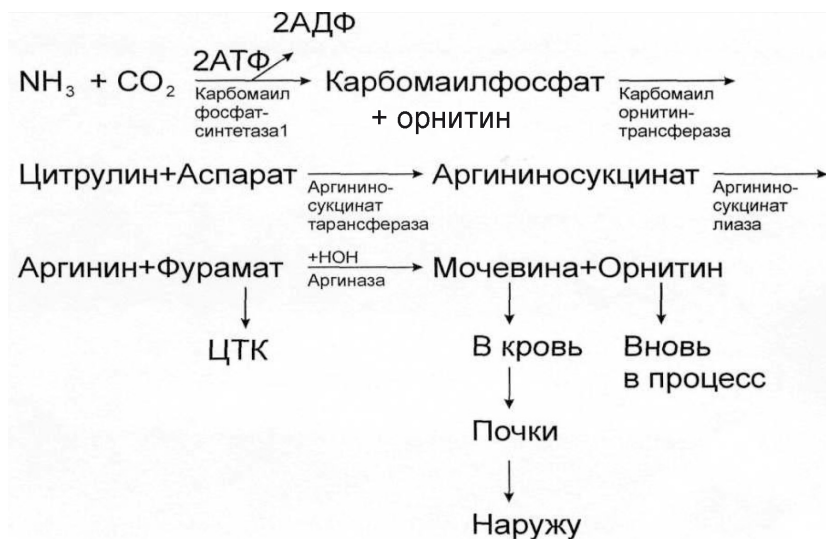 2АДФ
2АТФ
NH3 + CO2
Карбомаил
фосфат-
синтетаза1
Карбомаилфосфат
+ орнитин
Карбомаил
орнитин-
трансфераза
Цитрулин+Аспарат
Аргинино-
сукцинат
тарансфераза
Аргининосукцинат
Аргинино-
сукцинат
лиаза
Аргинин+Фурамат
+НОН
Аргиназа
Мочевина+Орнитин
ЦТК
В кровь
Вновь
в процесс
Почки
Наружу